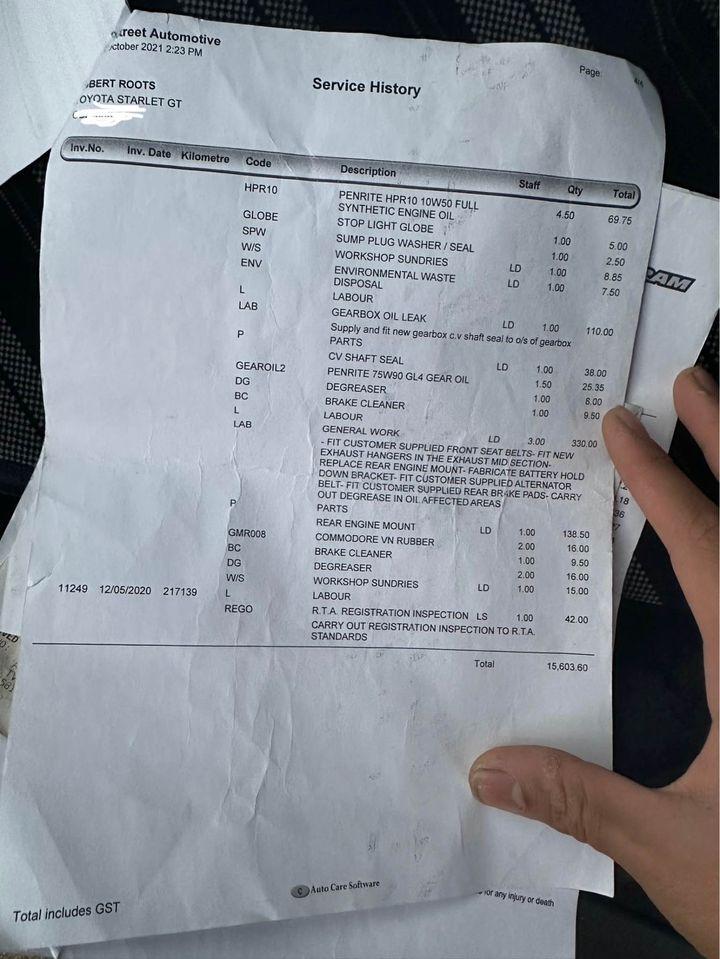 treet Automotive
ctober 2021 2:23 PM
Page:
4/4
BERT ROOTS
Service History
OYOTA STARLET GT
Inv.No. Inv. Date Kilometre Code Description Staff Qty Total
HPR10 PENRITE HPR10 10W50 FULL SYNTHETIC ENGINE OIL 4.50 69.75
GLOBE STOP LIGHT GLOBE 1.00 5.00
SPW SUMP PLUG WASHER / SEAL 1.00 2.50
W/S WORKSHOP SUNDRIES LD 1.00 8.85
ENV ENVIRONMENTAL WASTE DISPOSAL LD 1.00 7.50
L LABOUR
LAB GEARBOX OIL LEAK LD 1.00 110.00
Supply and fit new gearbox c.v shaft seal to o/s of gearbox
P PARTS
CV SHAFT SEAL LD 1.00 38.00
GEAROIL2 PENRITE 75W90 GL4 GEAR OIL 1.50 25.35
DG DEGREASER 1.00 8.00
BC BRAKE CLEANER 1.00 9.50
L LABOUR
LAB GENERAL WORK LD 3.00 330.00
- FIT CUSTOMER SUPPLIED FRONT SEAT BELTS- FIT NEW
EXHAUST HANGERS IN THE EXHAUST MID SECTION-
REPLACE REAR ENGINE MOUNT- FABRICATE BATTERY HOLD
DOWN BRACKET- FIT CUSTOMER SUPPLIED ALTERNATOR
BELT- FIT CUSTOMER SUPPLIED REAR BRAKE PADS- CARRY
OUT DEGREASE IN OIL AFFECTED AREAS
P PARTS
REAR ENGINE MOUNT LD 1.00 138.50
GMR008 COMMODORE VN RUBBER 2.00 16.00
BC BRAKE CLEANER 1.00 9.50
DG DEGREASER 2.00 16.00
W/S WORKSHOP SUNDRIES LD 1.00 15.00
11249 12/05/2020 217139 L LABOUR
REGO R.T.A. REGISTRATION INSPECTION LS 1.00 42.00
CARRY OUT REGISTRATION INSPECTION TO R.T.A.
STANDARDS
Total 15,603.60
Auto Care Software
Total includes GST
for any injury or death